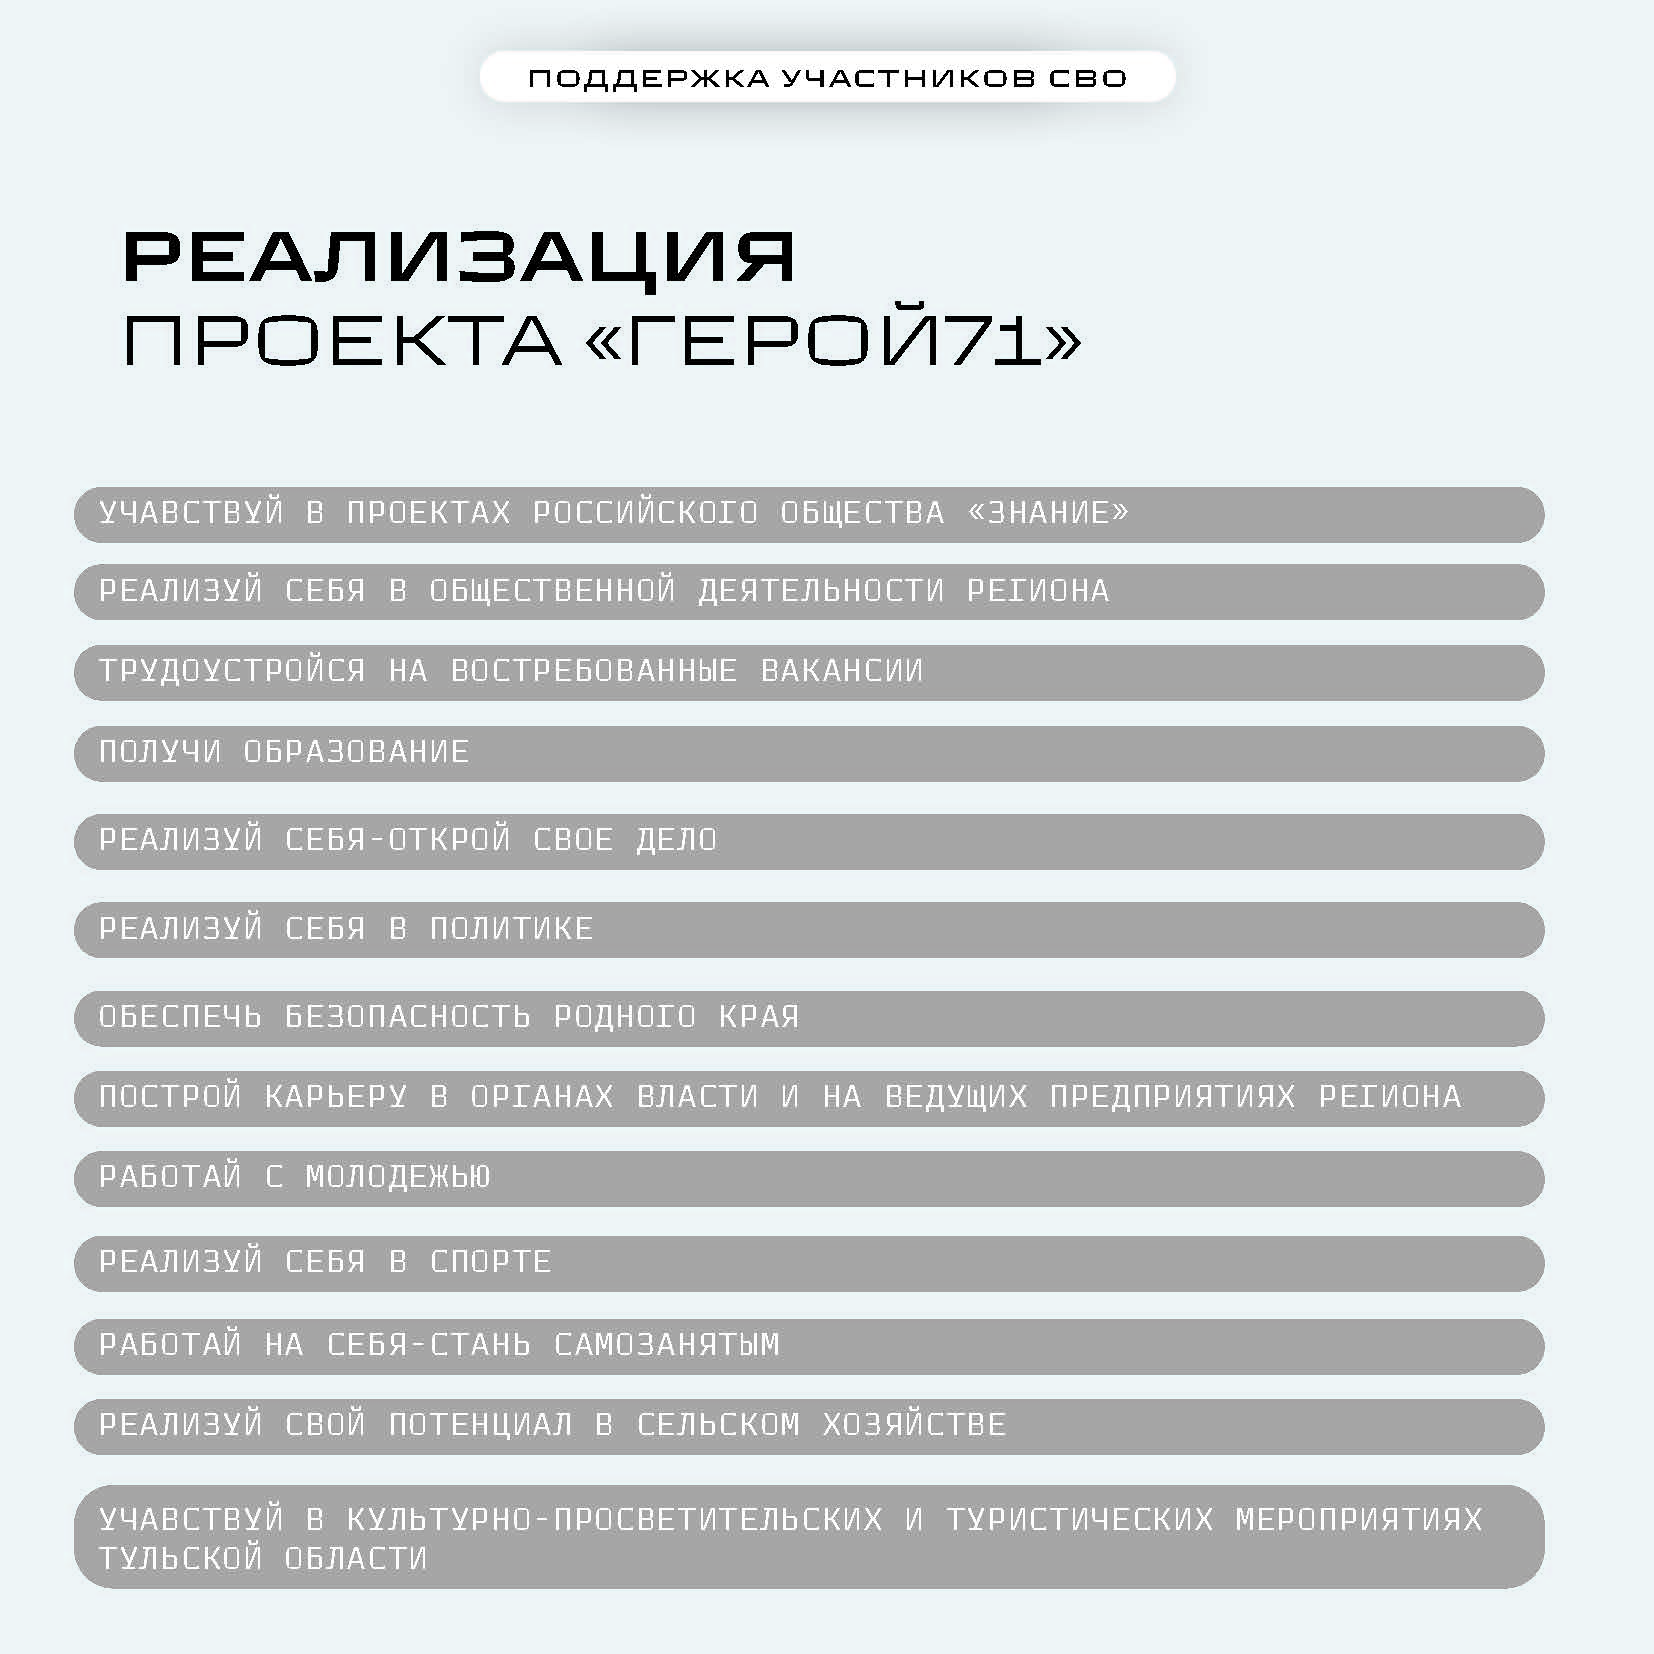 ПОДДЕРЖКА УЧАСТНИКОВ СВО
РЕАЛИЗАЦИЯ
ПРОЕКТА «ГЕРОЙ71»
УЧАВСТВУЙ В ПРОЕКТАХ РОССИЙСКОГО ОБЩЕСТВА «ЗНАНИЕ»
РЕАЛИЗУЙ СЕБЯ В ОБЩЕСТВЕННОЙ ДЕЯТЕЛЬНОСТИ РЕГИОНА
ТРУДОУСТРОЙСЯ НА ВОСТРЕБОВАННЫЕ ВАКАНСИИ
ПОЛУЧИ ОБРАЗОВАНИЕ
РЕАЛИЗУЙ СЕБЯ-ОТКРОЙ СВОЕ ДЕЛО
РЕАЛИЗУЙ СЕБЯ В ПОЛИТИКЕ
ОБЕСПЕЧЬ БЕЗОПАСНОСТЬ РОДНОГО КРАЯ
ПОСТРОЙ КАРЬЕРУ В ОРГАНАХ ВЛАСТИ И НА ВЕДУЩИХ ПРЕДПРИЯТИЯХ РЕГИОНА
РАБОТАЙ С МОЛОДЕЖЬЮ
РЕАЛИЗУЙ СЕБЯ В СПОРТЕ
РАБОТАЙ НА СЕБЯ-СТАНЬ САМОЗАНЯТЫМ
РЕАЛИЗУЙ СВОЙ ПОТЕНЦИАЛ В СЕЛЬСКОМ ХОЗЯЙСТВЕ
УЧАВСТВУЙ В КУЛЬТУРНО-ПРОСВЕТИТЕЛЬСКИХ И ТУРИСТИЧЕСКИХ МЕРОПРИЯТИЯХ
ТУЛЬСКОЙ ОБЛАСТИ